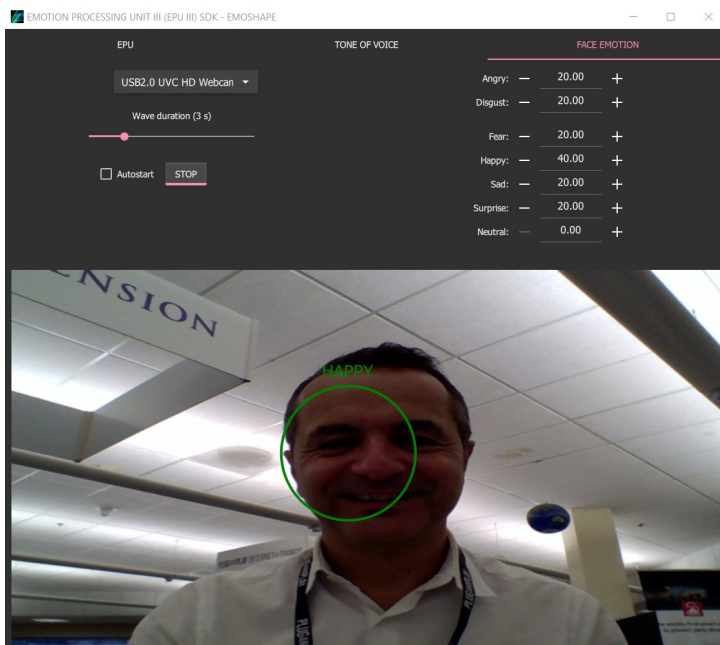 EMOTION PROCESSING UNIT III (EPU III) SDK - EMOSHAPE
EPU
TONE OF VOICE
FACE EMOTION
USB2.0 UVC HD Webcan
Wave duration (3 s)
Autostart
STOP
Angry: 20.00
Disgust: 20.00
Fear: 20.00
Happy: 40.00
Sad: 20.00
Surprise: 20.00
Neutral: 0.00
ENSION
HAPPY